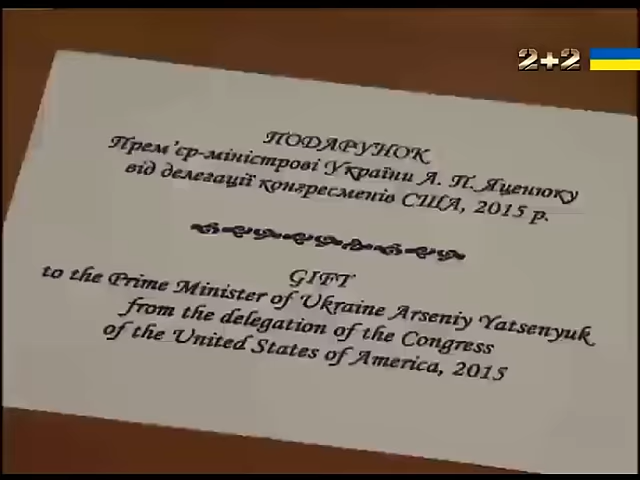 2+2
ПОДАРУНОК
Прем'єр-міністрові України А. П. Яценюку
від делегації конгресменів США, 2015 р.
GIFT
to the Prime Minister of Ukraine Arseniy Yatsenyuk
from the delegation of the Congress
of the United States of America, 2015